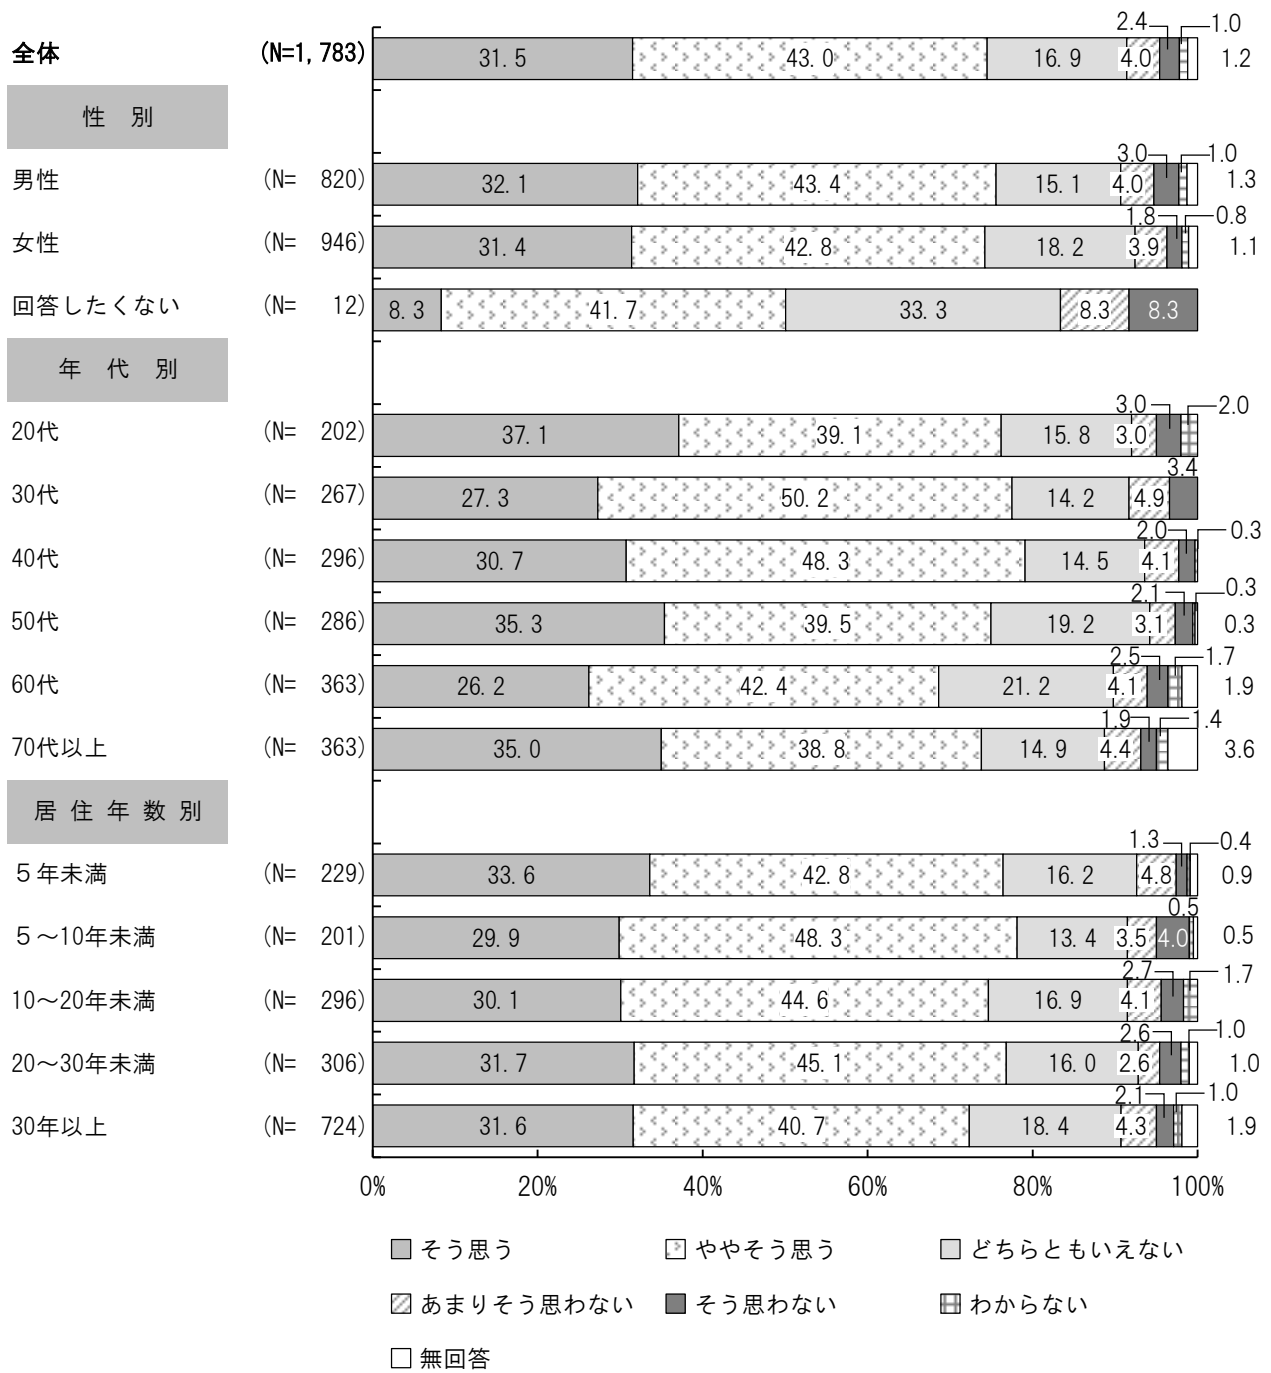 全体 (N=1,783) 31.5 43.0 16.9 4.0 2.4 1.0 1.2
性 別
男性 (N= 820) 32.1 43.4 15.1 4.0 3.0 1.0 1.3
女性 (N= 946) 31.4 42.8 18.2 3.9 1.8 0.8 1.1
回答したくない (N= 12) 8.3 41.7 33.3 8.3 8.3
年 代 別
20代 (N= 202) 37.1 39.1 15.8 3.0 3.0 2.0
30代 (N= 267) 27.3 50.2 14.2 4.9 3.4
40代 (N= 296) 30.7 48.3 14.5 4.1 2.0 0.3
50代 (N= 286) 35.3 39.5 19.2 3.1 2.1 0.3 0.3
60代 (N= 363) 26.2 42.4 21.2 4.1 2.5 1.7 1.9
70代以上 (N= 363) 35.0 38.8 14.9 4.4 1.9 1.4 3.6
居 住 年 数 別
５年未満 (N= 229) 33.6 42.8 16.2 4.8 1.3 0.4 0.9
５～10年未満 (N= 201) 29.9 48.3 13.4 3.5 4.0 0.5 0.5
10～20年未満 (N= 296) 30.1 44.6 16.9 4.1 2.7 1.7
20～30年未満 (N= 306) 31.7 45.1 16.0 2.6 2.6 1.0 1.0
30年以上 (N= 724) 31.6 40.7 18.4 4.3 2.1 1.0 1.9
0% 20% 40% 60% 80% 100%
そう思う ややそう思う どちらともいえない
あまりそう思わない そう思わない わからない
無回答